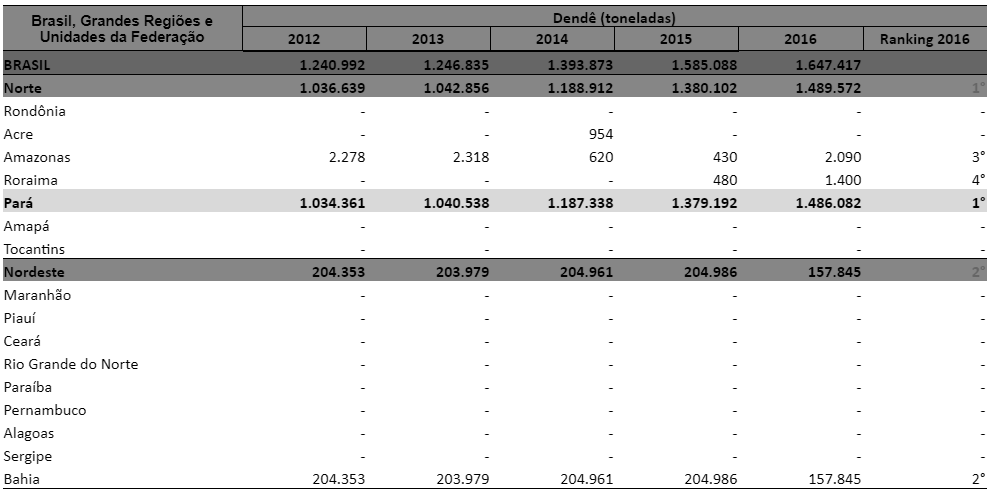 Brasil, Grandes Regiões e Unidades da Federação Dendê (toneladas)
2012 2013 2014 2015 2016 Ranking 2016
BRASIL 1.240.992 1.246.835 1.393.873 1.585.088 1.647.417
Norte 1.036.639 1.042.856 1.188.912 1.380.102 1.489.572 1°
Rondônia - - - - - -
Acre - - 954 - - -
Amazonas 2.278 2.318 620 430 2.090 3°
Roraima - - - 480 1.400 4°
Pará 1.034.361 1.040.538 1.187.338 1.379.192 1.486.082 1°
Amapá - - - - - -
Tocantins - - - - - -
Nordeste 204.353 203.979 204.961 204.986 157.845 2°
Maranhão - - - - - -
Piauí - - - - - -
Ceará - - - - - -
Rio Grande do Norte - - - - - -
Paraíba - - - - - -
Pernambuco - - - - - -
Alagoas - - - - - -
Sergipe - - - - - -
Bahia 204.353 203.979 204.961 204.986 157.845 2°